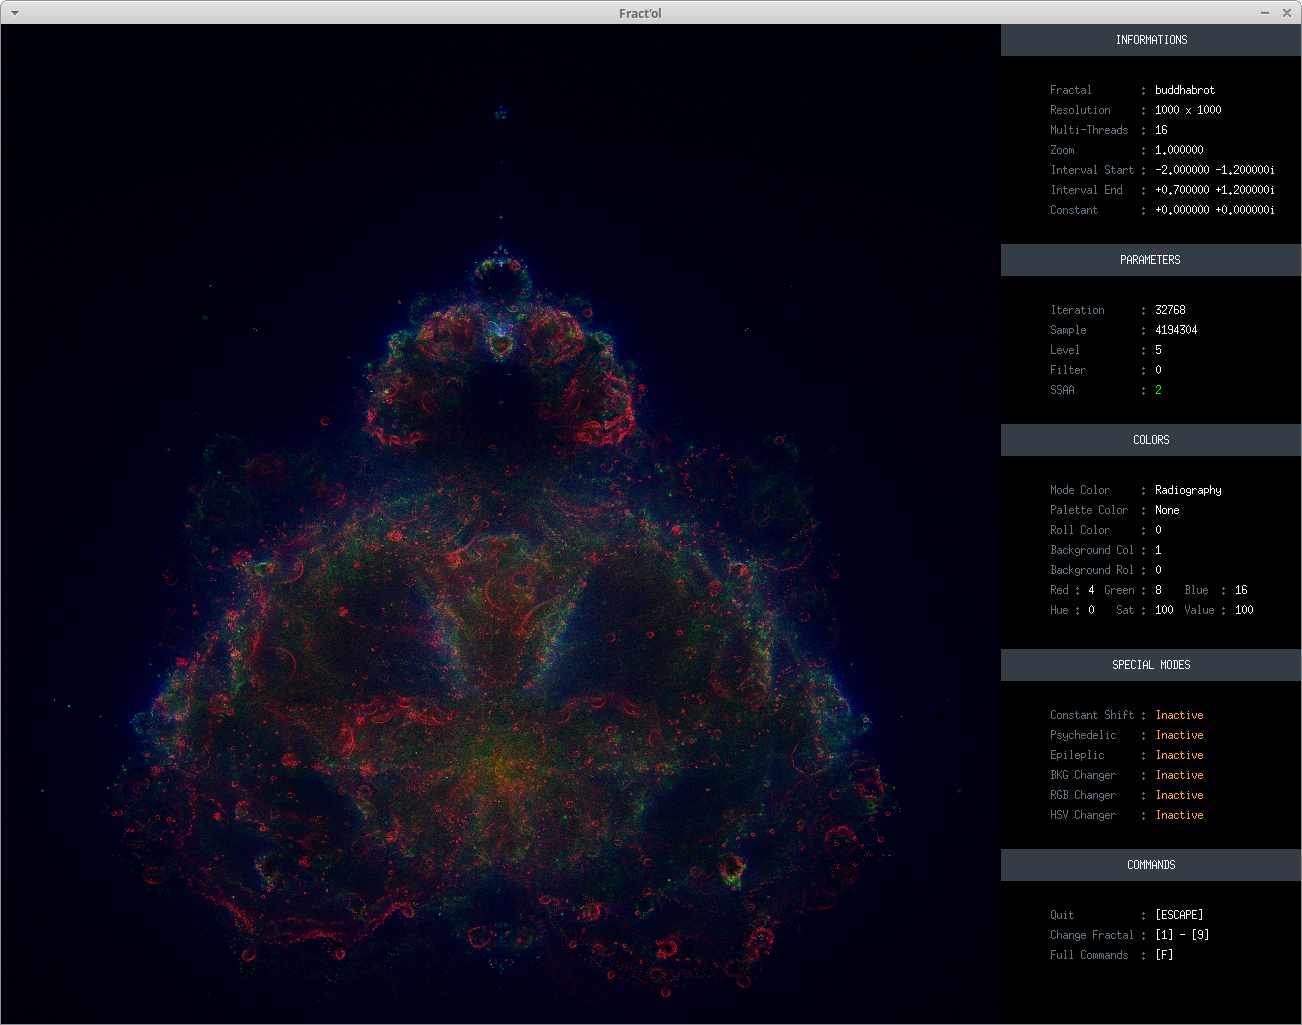 Fract'ol
INFORMATIONS
Fractal : buddhabrot
Resolution : 1000 x 1000
Multi-Threads : 16
Zoom : 1.000000
Interval Start : -2.000000 -1.200000i
Interval End : +0.700000 +1.200000i
Constant : +0.000000 +0.000000i
PARAMETERS
Iteration : 32768
Sample : 4194304
Level : 5
Filter : 0
SSAA : 2
COLORS
Mode Color : Radiography
Palette Color : None
Roll Color : 0
Background Col : 1
Background Rol : 0
Red : 4 Green : 8 Blue : 16
Hue : 0 Sat : 100 Value : 100
SPECIAL MODES
Constant Shift : Inactive
Psychedelic : Inactive
Epileplic : Inactive
BKG Changer : Inactive
RGB Changer : Inactive
HSV Changer : Inactive
COMMANDS
Quit : [ESCAPE]
Change Fractal : [1] - [9]
Full Commands : [F]